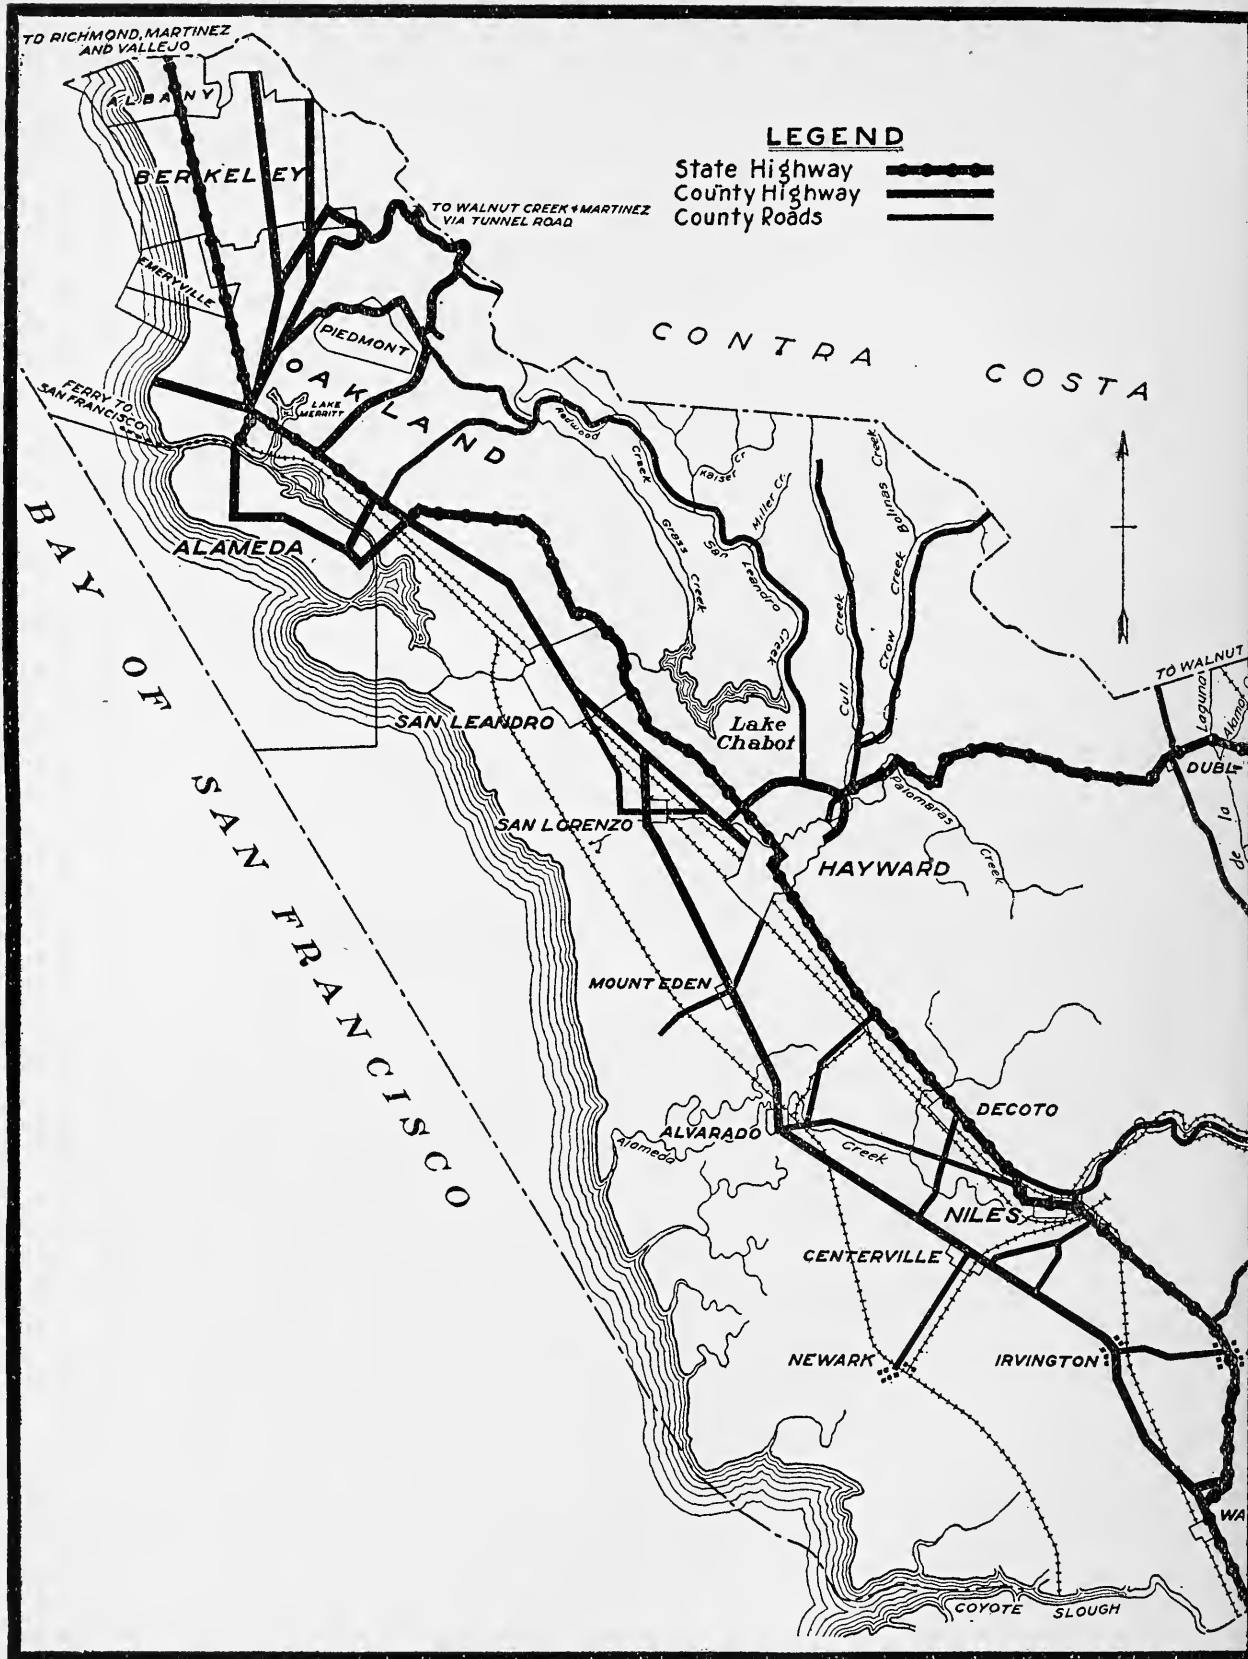 TO RICHMOND, MARTINEZ
AND VALLEJO
ALBANY
BERKELEY
LEGEND
State Highway
County Highway
County Roads
TO WALNUT CREEK & MARTINEZ
VIA TUNNEL ROAD
EMERYVILLE
PIEDMONT
CONTRA COSTA
OAKLAND
LAKE
MERRITT
FERRY TO
SAN FRANCISCO
Redwood
Creek
Kaiser Cr
Miller Cr.
Bolinas Creek
Grass
Creek
San
Leandro
Creek
Cull Creek
Crow Creek
ALAMEDA
BAY OF SAN FRANCISCO
TO WALNUT
Laguna
Alamo
SAN LEANDRO
Lake
Chabot
DUBL
de la
Palomaras
Creek
SAN LORENZO
HAYWARD
MOUNT EDEN
DECOTO
ALVARADO
Alameda
Creek
NILES
CENTERVILLE
NEWARK
IRVINGTON
WA
COYOTE SLOUGH